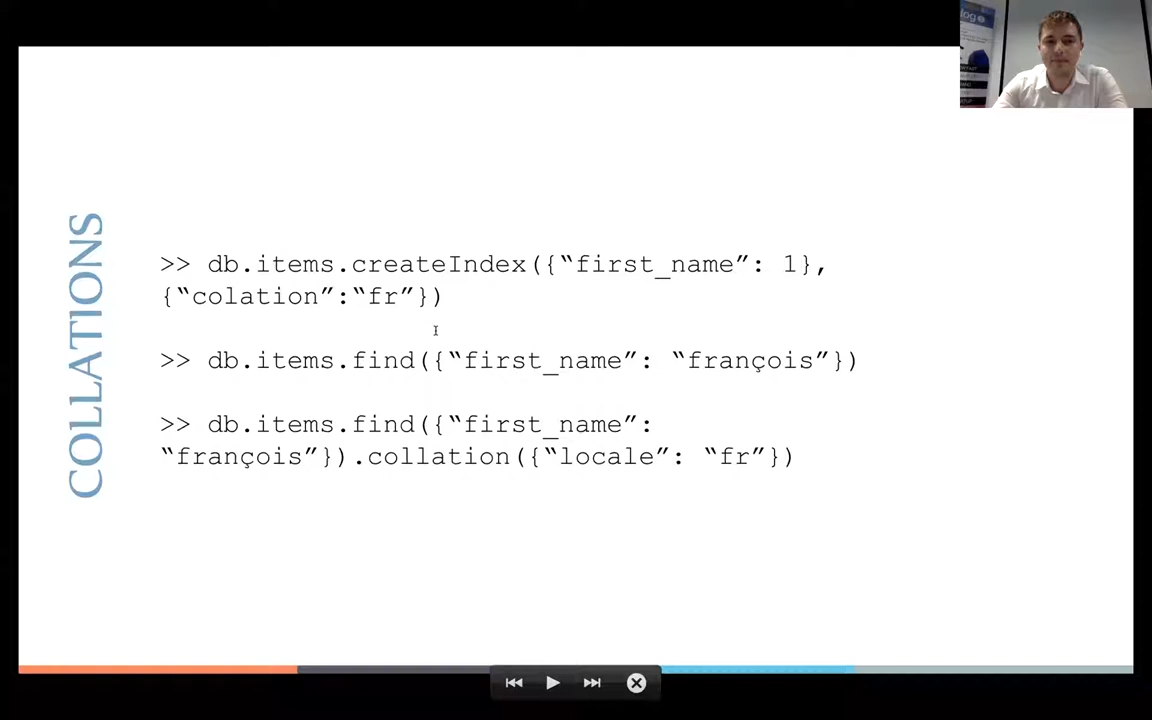 log
COLLATIONS
>> db.items.createIndex({“first_name”: 1},
{“colation”:“fr”})
>> db.items.find({“first_name”: “françois”})
>> db.items.find({“first_name”:
“françois”}).collation({“locale”: “fr”})